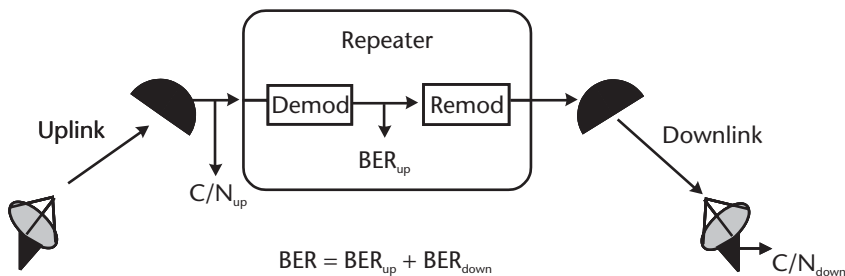 Repeater
Demod
Remod
Uplink
Downlink
BER_up
C/N_up
C/N_down
BER = BER_up + BER_down